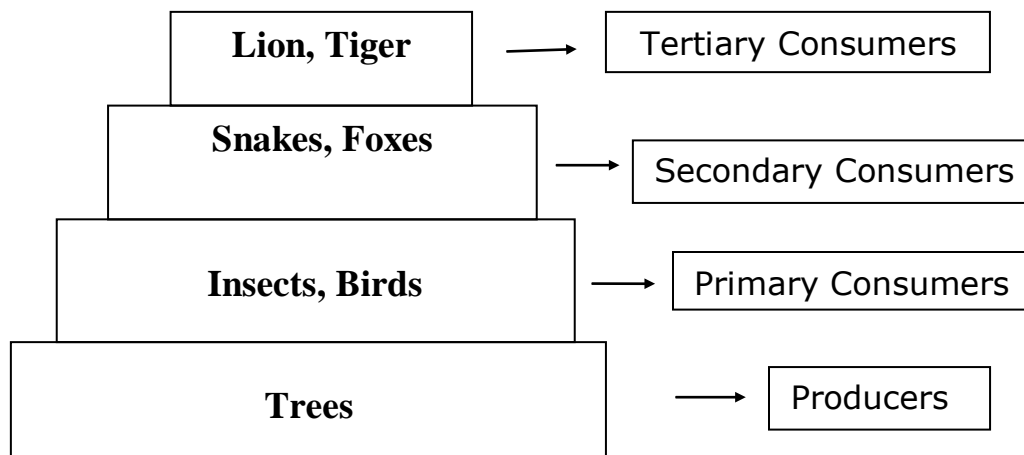 Lion, Tiger
Tertiary Consumers
Snakes, Foxes
Secondary Consumers
Insects, Birds
Primary Consumers
Trees
Producers